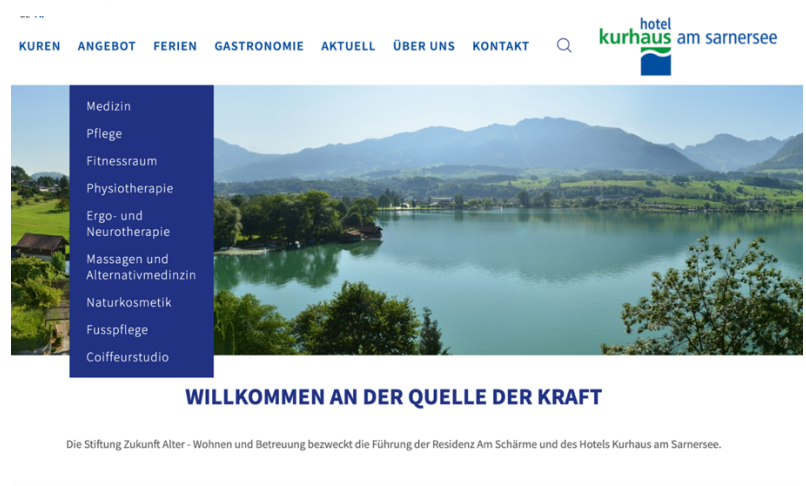 KUREN ANGEBOT FERIEN GASTRONOMIE AKTUELL ÜBER UNS KONTAKT
hotel
kurhaus am sarnersee
Medizin
Pflege
Fitnessraum
Physiotherapie
Ergo- und
Neurotherapie
Massagen und
Alternativmedinzin
Naturkosmetik
Fusspflege
Coiffeurstudio
WILLKOMMEN AN DER QUELLE DER KRAFT
Die Stiftung Zukunft Alter - Wohnen und Betreuung bezweckt die Führung der Residenz Am Schärme und des Hotels Kurhaus am Sarnersee.